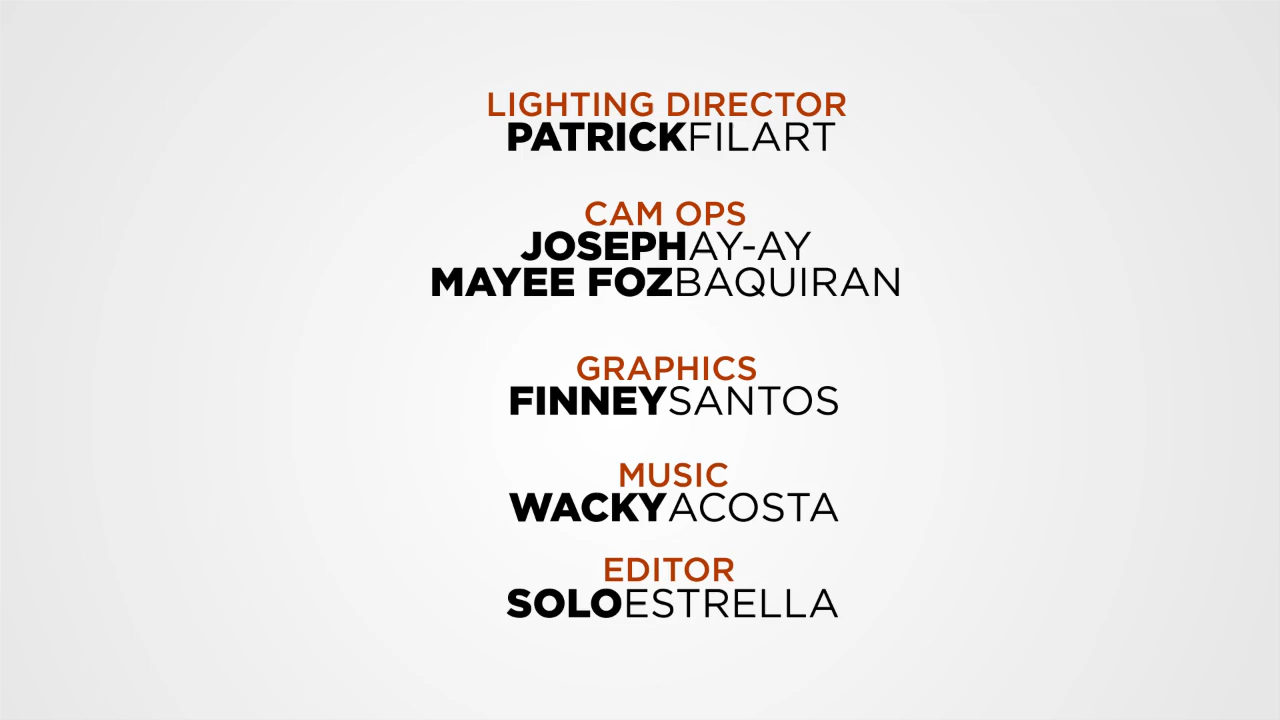 LIGHTING DIRECTOR
PATRICKFILART
CAM OPS
JOSEPHAY-AY
MAYEE FOZBAQUIRAN
GRAPHICS
FINNEYSANTOS
MUSIC
WACKYACOSTA
EDITOR
SOLOESTRELLA